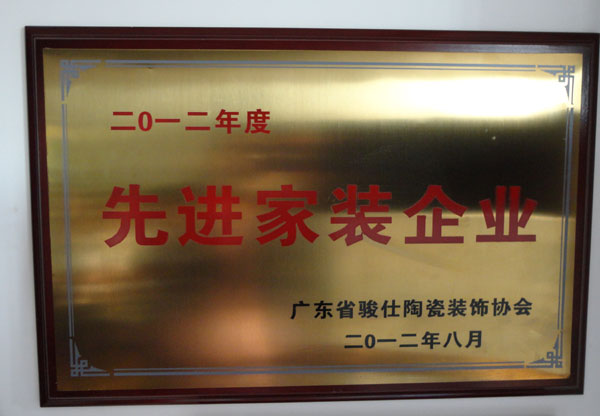 二0一二年度
先进家装企业
广东省骏仕陶瓷装饰协会
二0一二年八月